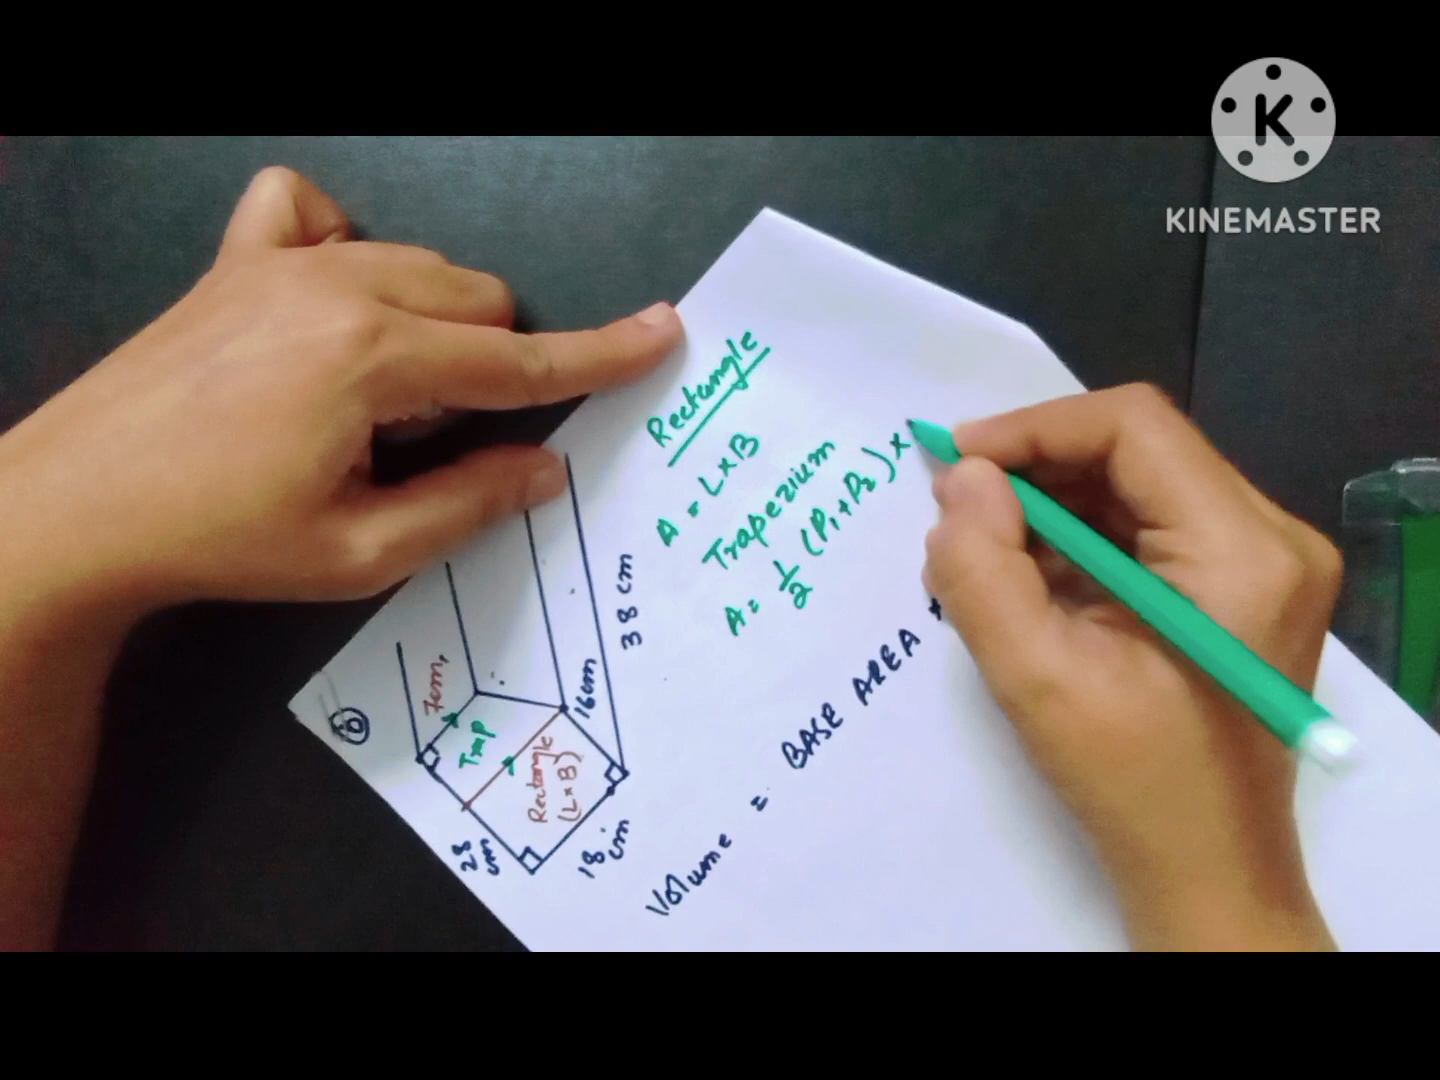 KINEMASTER
Rectangle
A = L×B
Trapezium
A = 1/2 (P1+P2) ×
Volume = BASE AREA ×
6
7cm,
Trap
16cm
38 cm
Rectangle
(L×B)
28 cm
18 cm